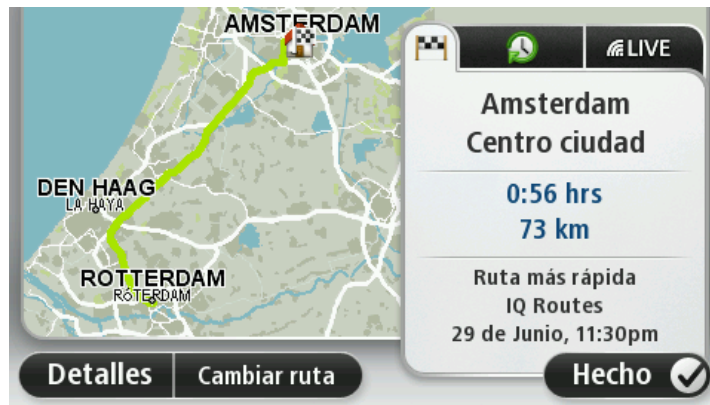 AMSTERDAM
LIVE
Amsterdam
Centro ciudad
0:56 hrs
73 km
Ruta más rápida
IQ Routes
29 de Junio, 11:30pm
DEN HAAG
LA HAYA
ROTTERDAM
RÓTERDAM
Detalles
Cambiar ruta
Hecho